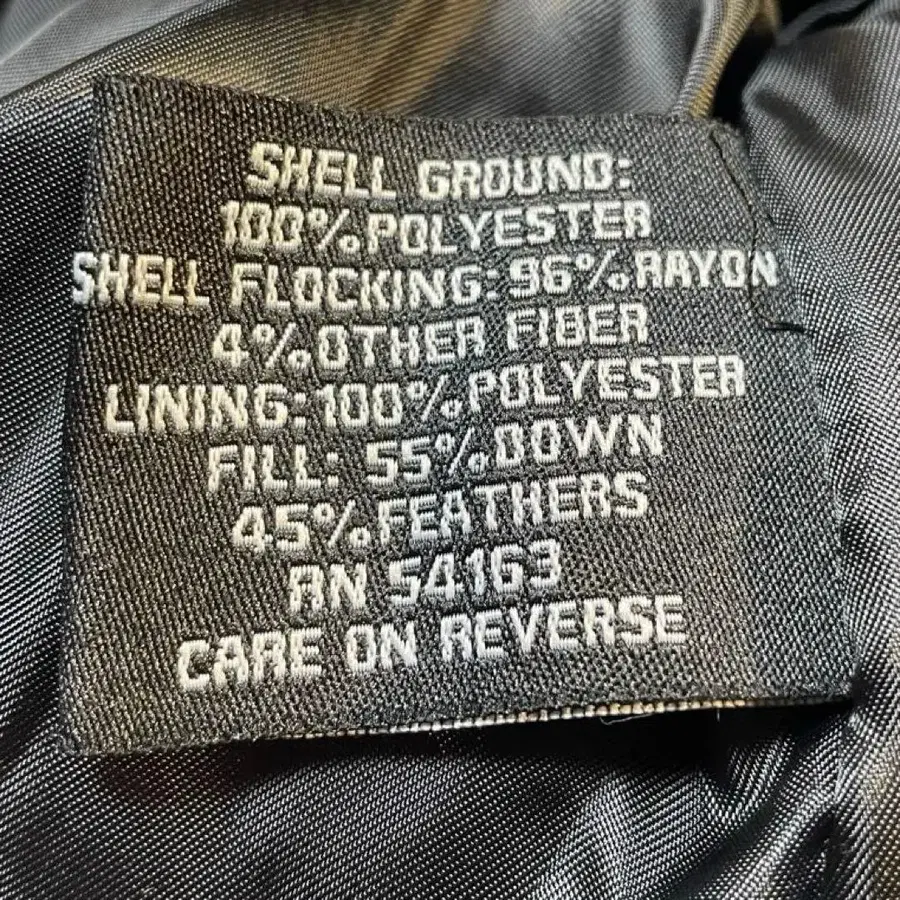 SHELL GROUND:
100% POLYESTER
SHELL FLOCKING: 96% RAYON
4% OTHER FIBER
LINING: 100% POLYESTER
FILL: 55% DOWN
45% FEATHERS
RN 54163
CARE ON REVERSE